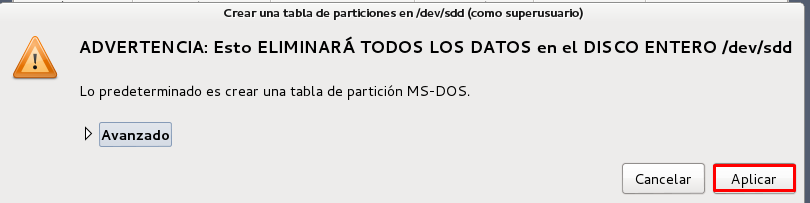 Crear una tabla de particiones en /dev/sdd (como superusuario)
ADVERTENCIA: Esto ELIMINARÁ TODOS LOS DATOS en el DISCO ENTERO /dev/sdd
Lo predeterminado es crear una tabla de partición MS-DOS.
Avanzado
Cancelar Aplicar